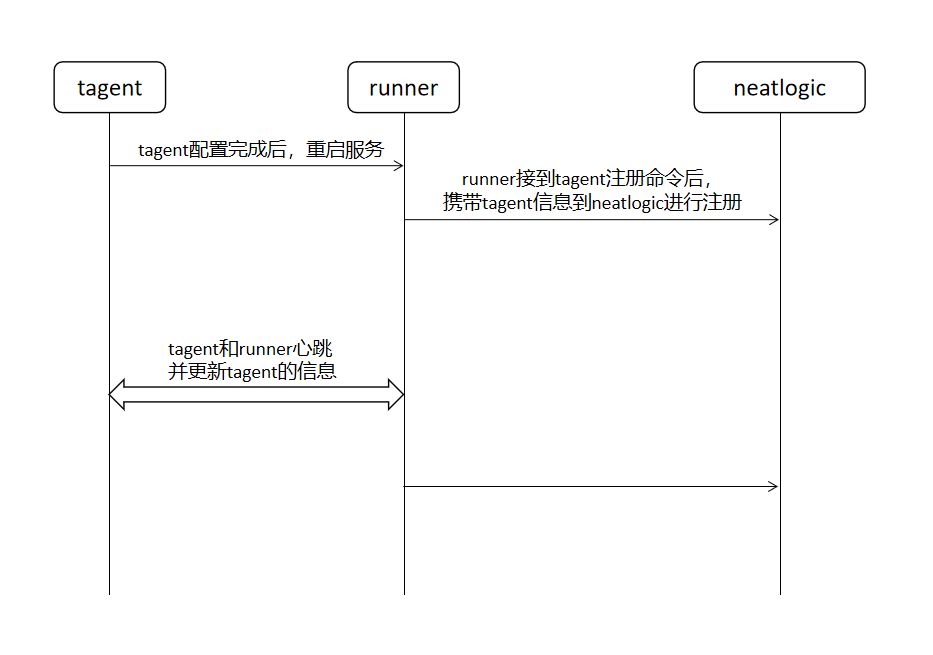 tagent
runner
neatlogic
tagent配置完成后，重启服务
runner接到tagent注册命令后，
携带tagent信息到neatlogic进行注册
tagent和runner心跳
并更新tagent的信息